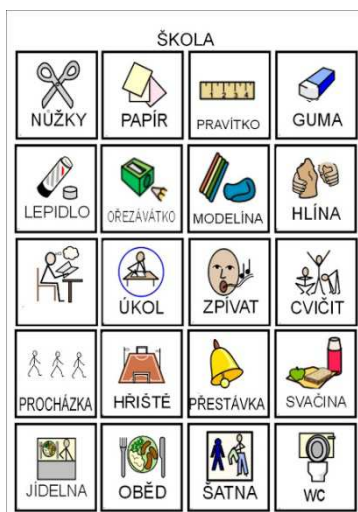 ŠKOLA
NŮŽKY
PAPÍR
PRAVÍTKO
GUMA
LEPIDLO
OŘEZÁVÁTKO
MODELÍNA
HLÍNA
ÚKOL
ZPÍVAT
CVIČIT
PROCHÁZKA
HŘIŠTĚ
PŘESTÁVKA
SVAČINA
JÍDELNA
OBĚD
ŠATNA
WC